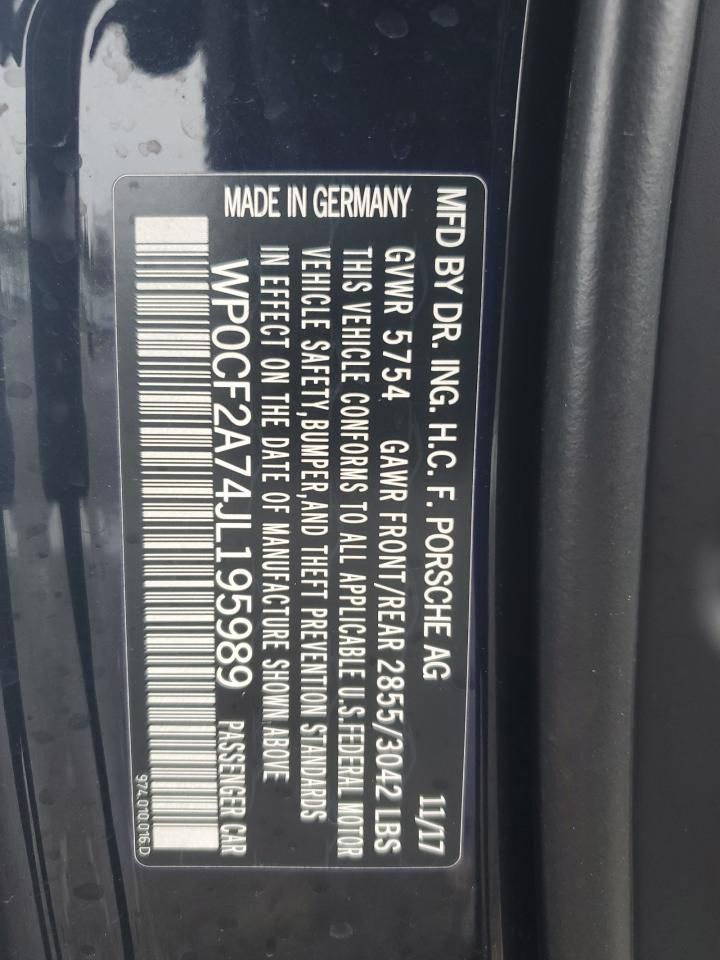 MFD BY DR. ING. H.C. F. PORSCHE AG 11/17
GVWR 5754 GAWR FRONT/REAR 2855/3042 LBS
THIS VEHICLE CONFORMS TO ALL APPLICABLE U.S.FEDERAL MOTOR
VEHICLE SAFETY,BUMPER,AND THEFT PREVENTION STANDARDS
IN EFFECT ON THE DATE OF MANUFACTURE SHOWN ABOVE
MADE IN GERMANY WP0CF2A74JL195989 PASSENGER CAR
974.010.016.D